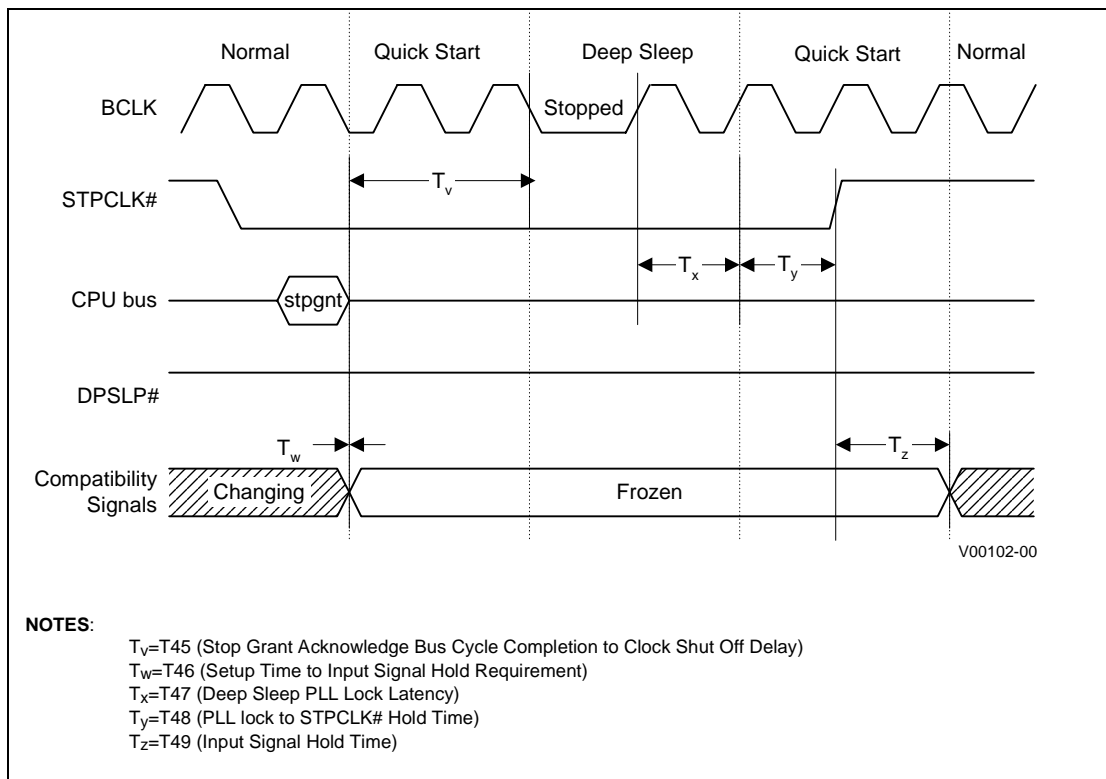 Normal Quick Start Deep Sleep Quick Start Normal
BCLK Stopped
Tv
STPCLK#
Tx Ty
CPU bus stpgnt
DPSLP#
Tw Tz
Compatibility
Signals Changing Frozen
V00102-00
NOTES:
Tv=T45 (Stop Grant Acknowledge Bus Cycle Completion to Clock Shut Off Delay)
Tw=T46 (Setup Time to Input Signal Hold Requirement)
Tx=T47 (Deep Sleep PLL Lock Latency)
Ty=T48 (PLL lock to STPCLK# Hold Time)
Tz=T49 (Input Signal Hold Time)